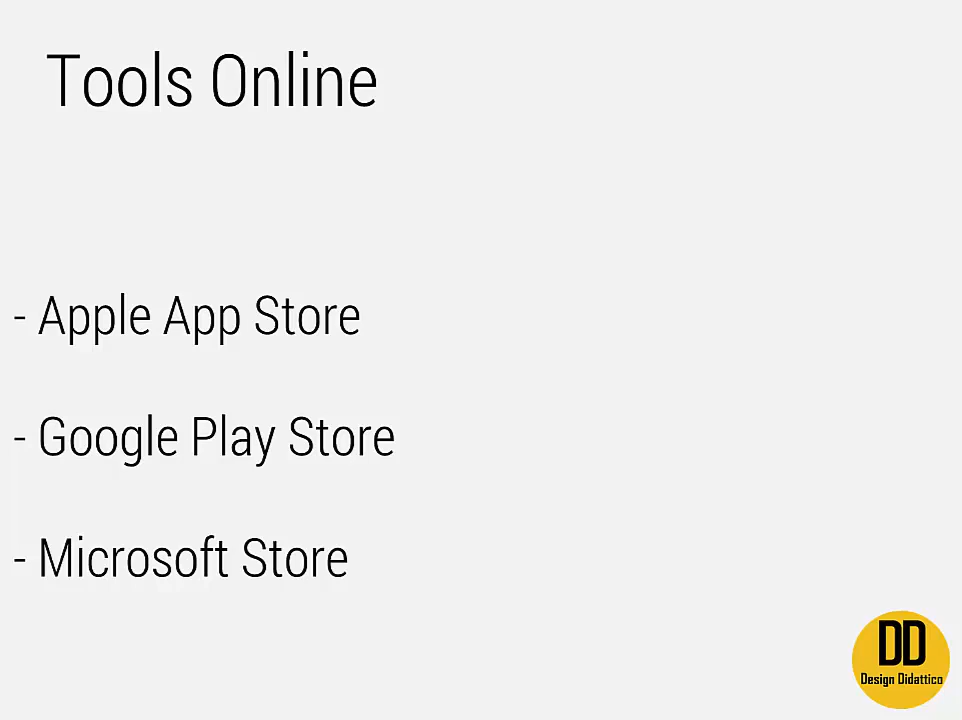 Tools Online
- Apple App Store
- Google Play Store
- Microsoft Store
DD
Design Didattico